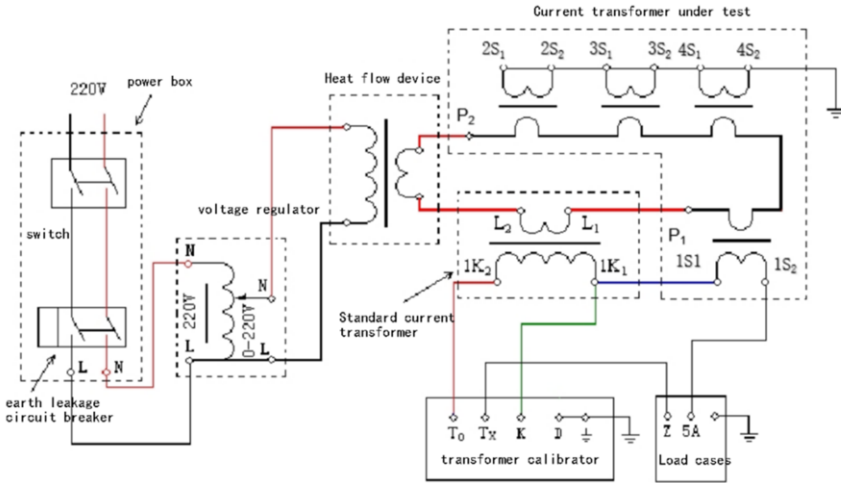 Current transformer under test
2S₁ 2S₂ 3S₁ 3S₂ 4S₁ 4S₂
Heat flow device
power box
220V
P₂
switch
voltage regulator
L₂ L₁
P₁
N
N
220V
0-220V
L
L
1K₂ 1K₁
1S1 1S₂
Standard current
transformer
L N
earth leakage
circuit breaker
T₀ Tx K D
transformer calibrator
Z 5A
Load cases